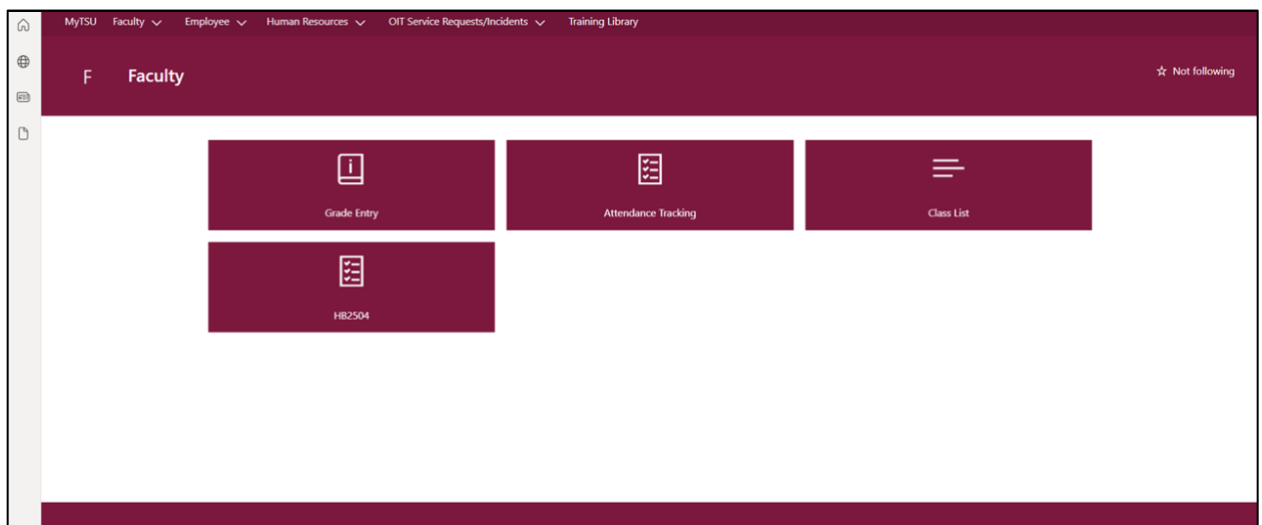 MyTSU Faculty Employee Human Resources OIT Service Requests/Incidents Training Library
F Faculty
Not following
Grade Entry
Attendance Tracking
Class List
HB2504